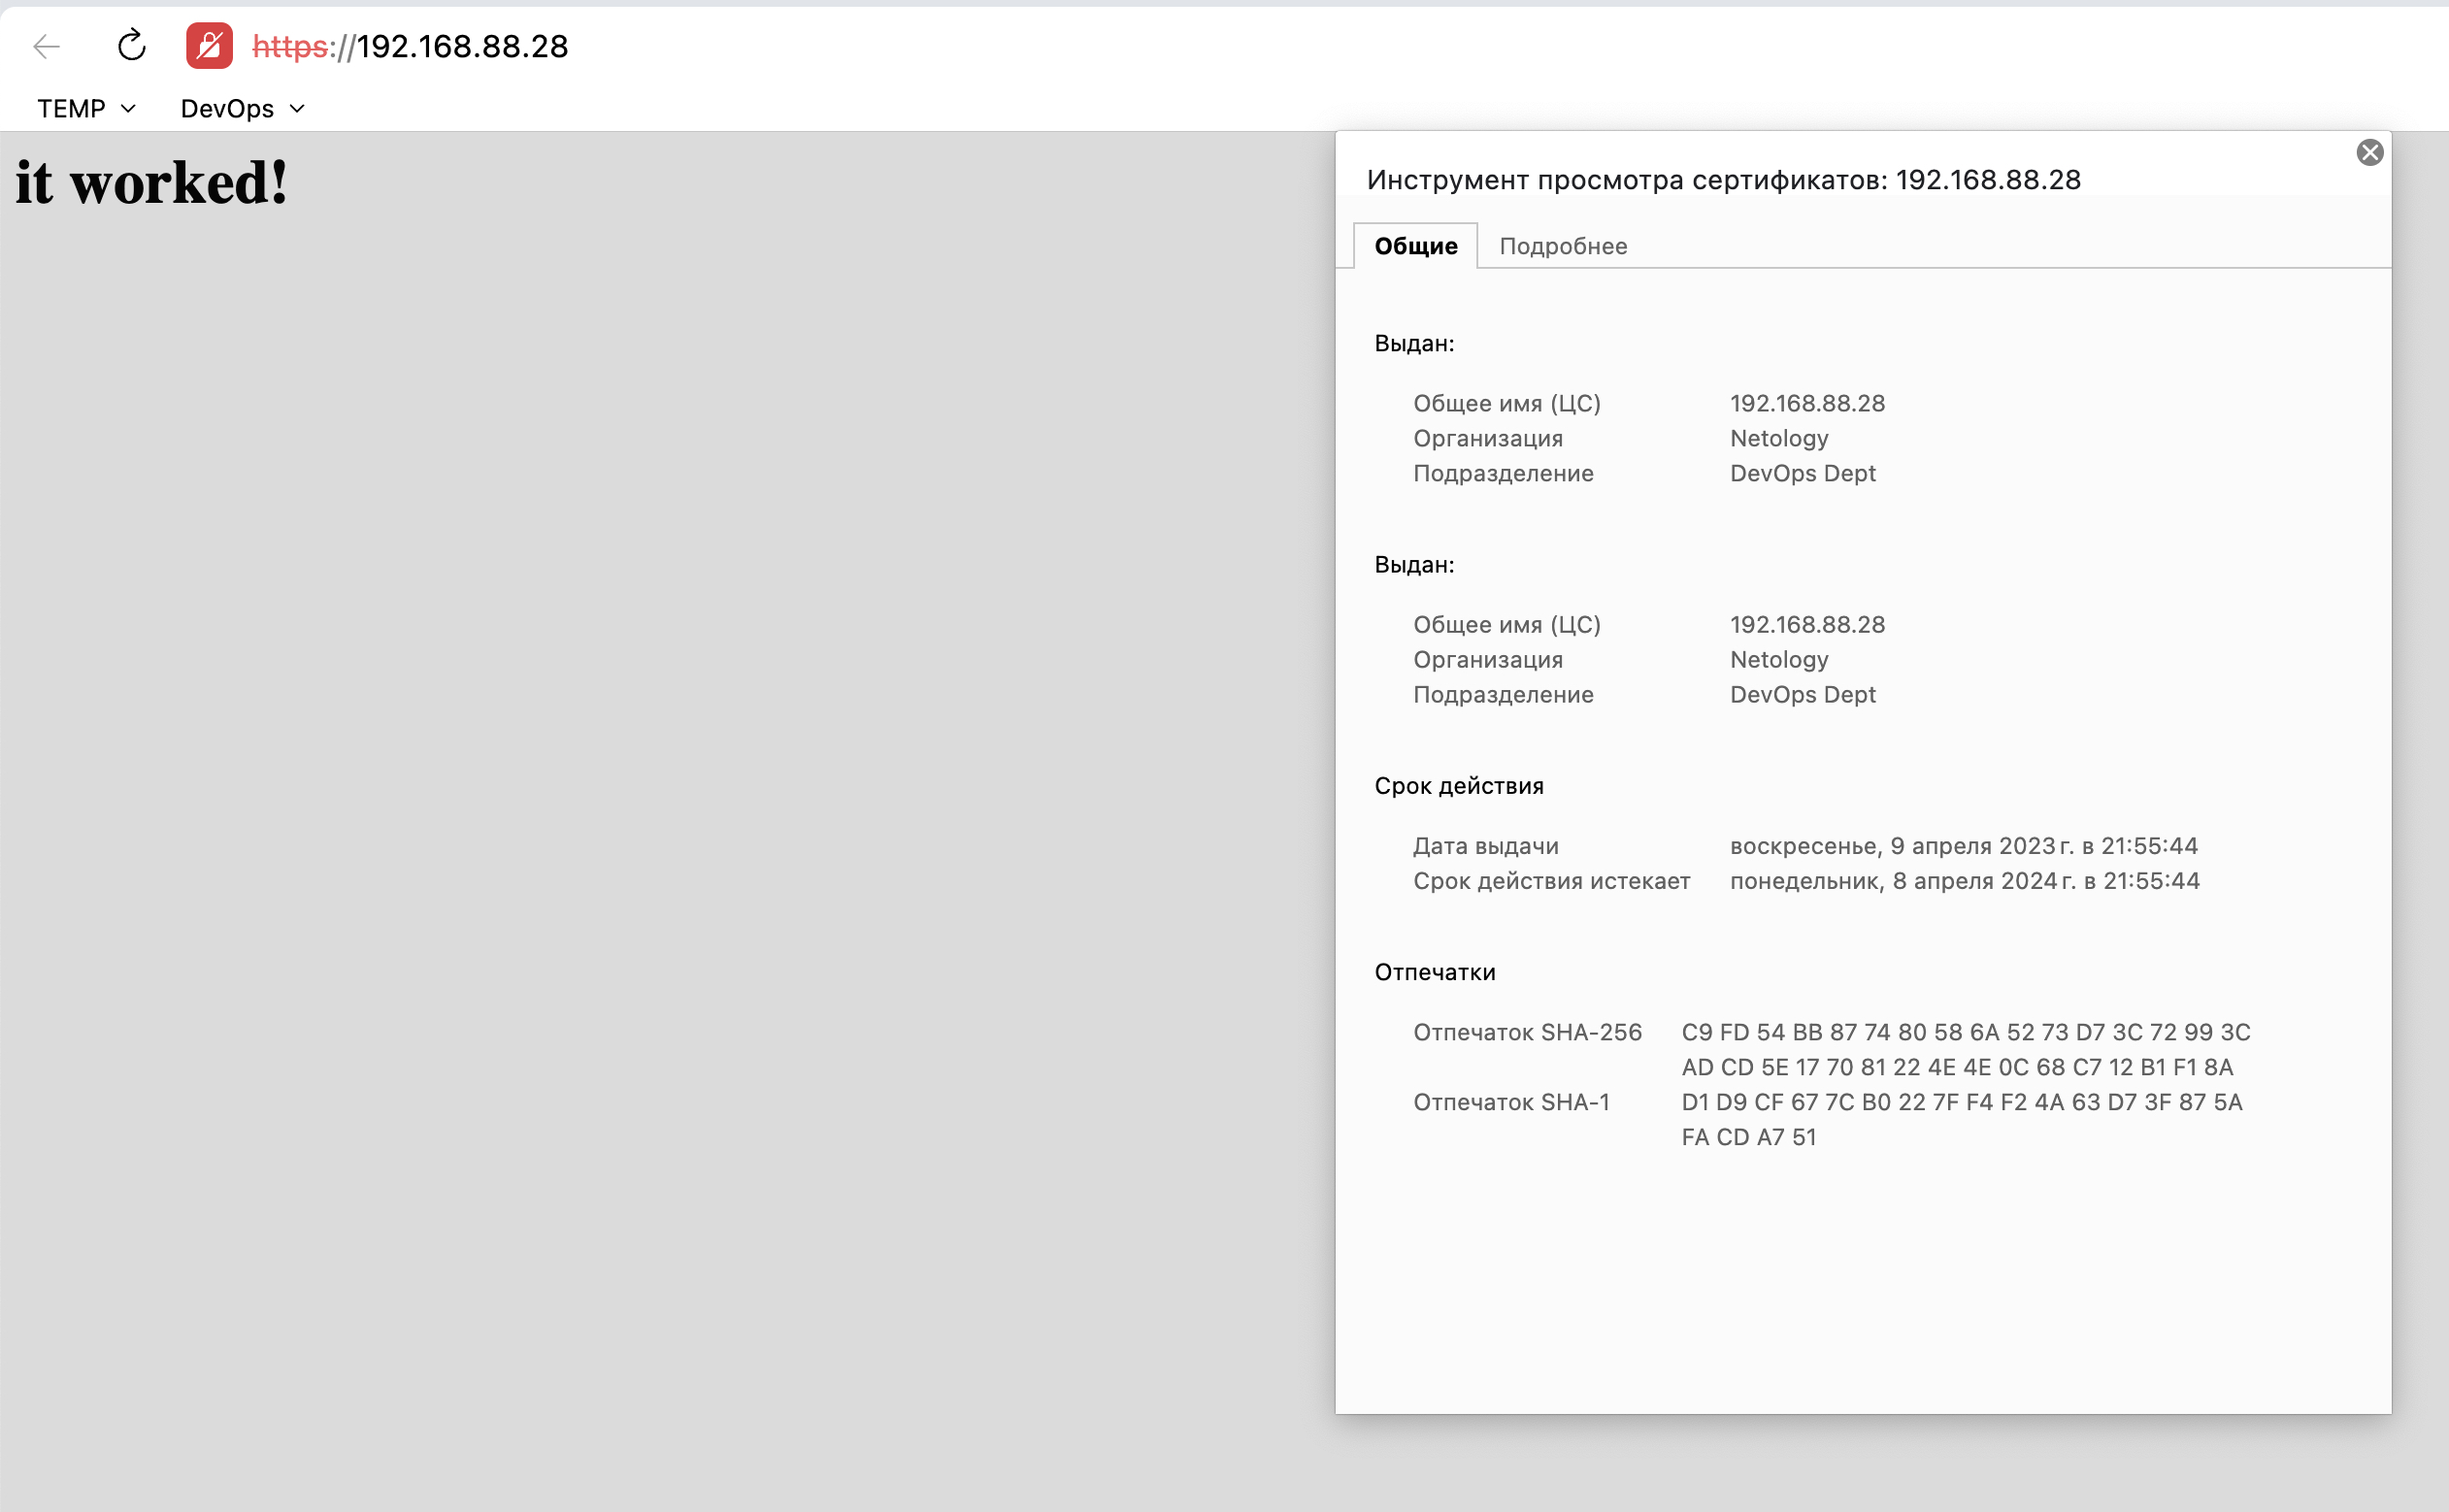 https://192.168.88.28
TEMP DevOps
it worked!
Инструмент просмотра сертификатов: 192.168.88.28
Общие Подробнее
Выдан:
Общее имя (ЦС) 192.168.88.28
Организация Netology
Подразделение DevOps Dept
Выдан:
Общее имя (ЦС) 192.168.88.28
Организация Netology
Подразделение DevOps Dept
Срок действия
Дата выдачи воскресенье, 9 апреля 2023 г. в 21:55:44
Срок действия истекает понедельник, 8 апреля 2024 г. в 21:55:44
Отпечатки
Отпечаток SHA-256 C9 FD 54 BB 87 74 80 58 6A 52 73 D7 3C 72 99 3C
AD CD 5E 17 70 81 22 4E 4E 0C 68 C7 12 B1 F1 8A
Отпечаток SHA-1 D1 D9 CF 67 7C B0 22 7F F4 F2 4A 63 D7 3F 87 5A
FA CD A7 51